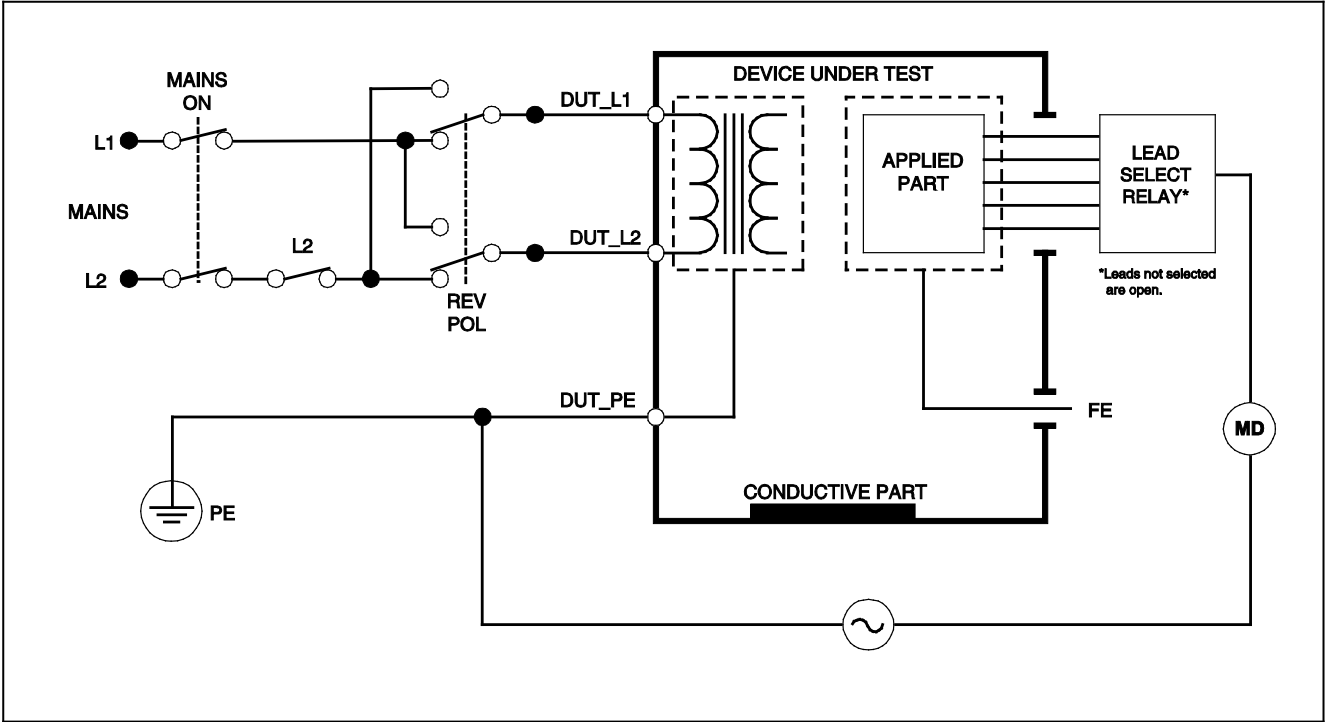 DEVICE UNDER TEST
MAINS
ON
DUT_L1
L1
APPLIED
PART
LEAD
SELECT
RELAY*
MAINS
L2
DUT_L2
L2
*Leads not selected
are open.
REV
POL
DUT_PE
FE
MD
CONDUCTIVE PART
PE